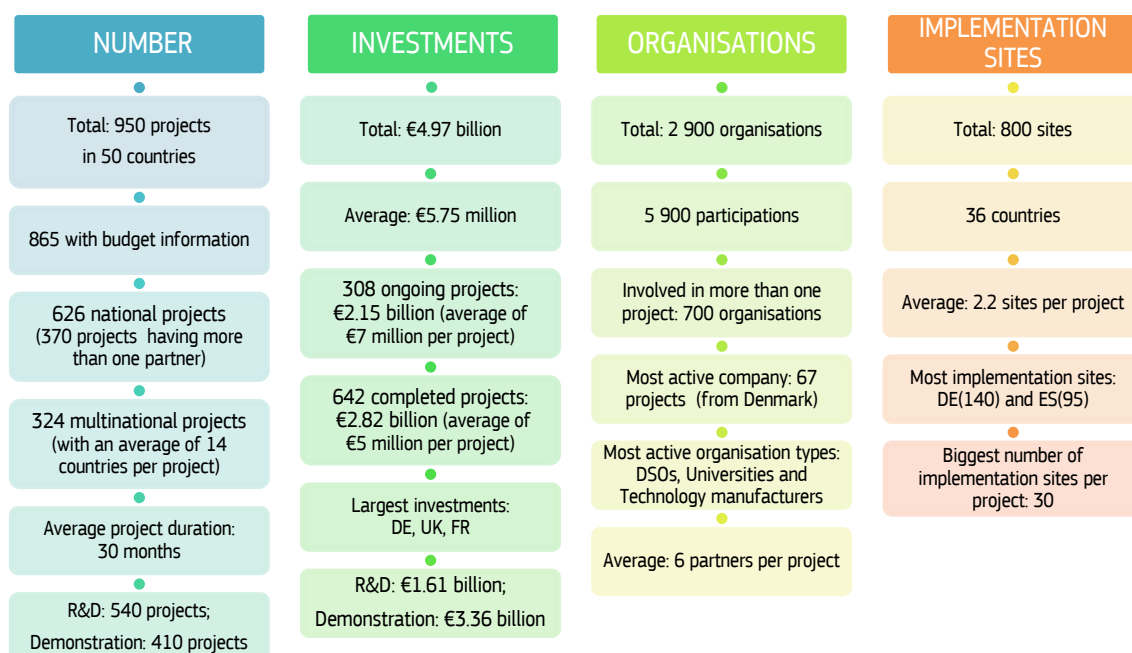 NUMBER
Total: 950 projects
in 50 countries
865 with budget information
626 national projects
(370 projects having more
than one partner)
324 multinational projects
(with an average of 14
countries per project)
Average project duration:
30 months
R&D: 540 projects;
Demonstration: 410 projects
INVESTMENTS
Total: €4.97 billion
Average: €5.75 million
308 ongoing projects:
€2.15 billion (average of
€7 million per project)
642 completed projects:
€2.82 billion (average of
€5 million per project)
Largest investments:
DE, UK, FR
R&D: €1.61 billion;
Demonstration: €3.36 billion
ORGANISATIONS
Total: 2 900 organisations
5 900 participations
Involved in more than one
project: 700 organisations
Most active company: 67
projects (from Denmark)
Most active organisation types:
DSOs, Universities and
Technology manufacturers
Average: 6 partners per project
IMPLEMENTATION
SITES
Total: 800 sites
36 countries
Average: 2.2 sites per project
Most implementation sites:
DE(140) and ES(95)
Biggest number of
implementation sites per
project: 30